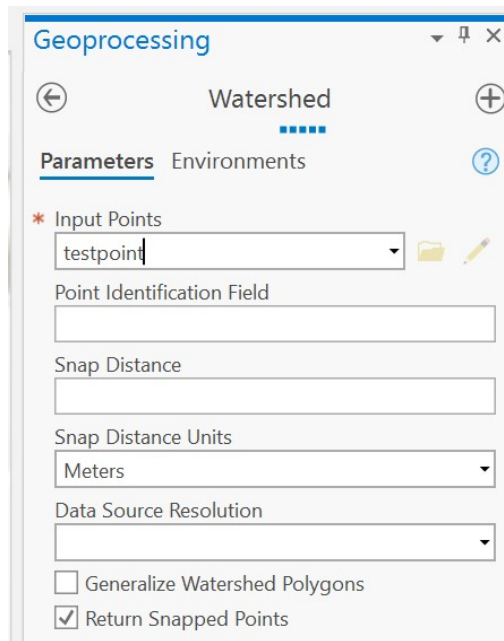 Geoprocessing
Watershed
Parameters Environments
* Input Points
testpoint
Point Identification Field
Snap Distance
Snap Distance Units
Meters
Data Source Resolution
Generalize Watershed Polygons
Return Snapped Points